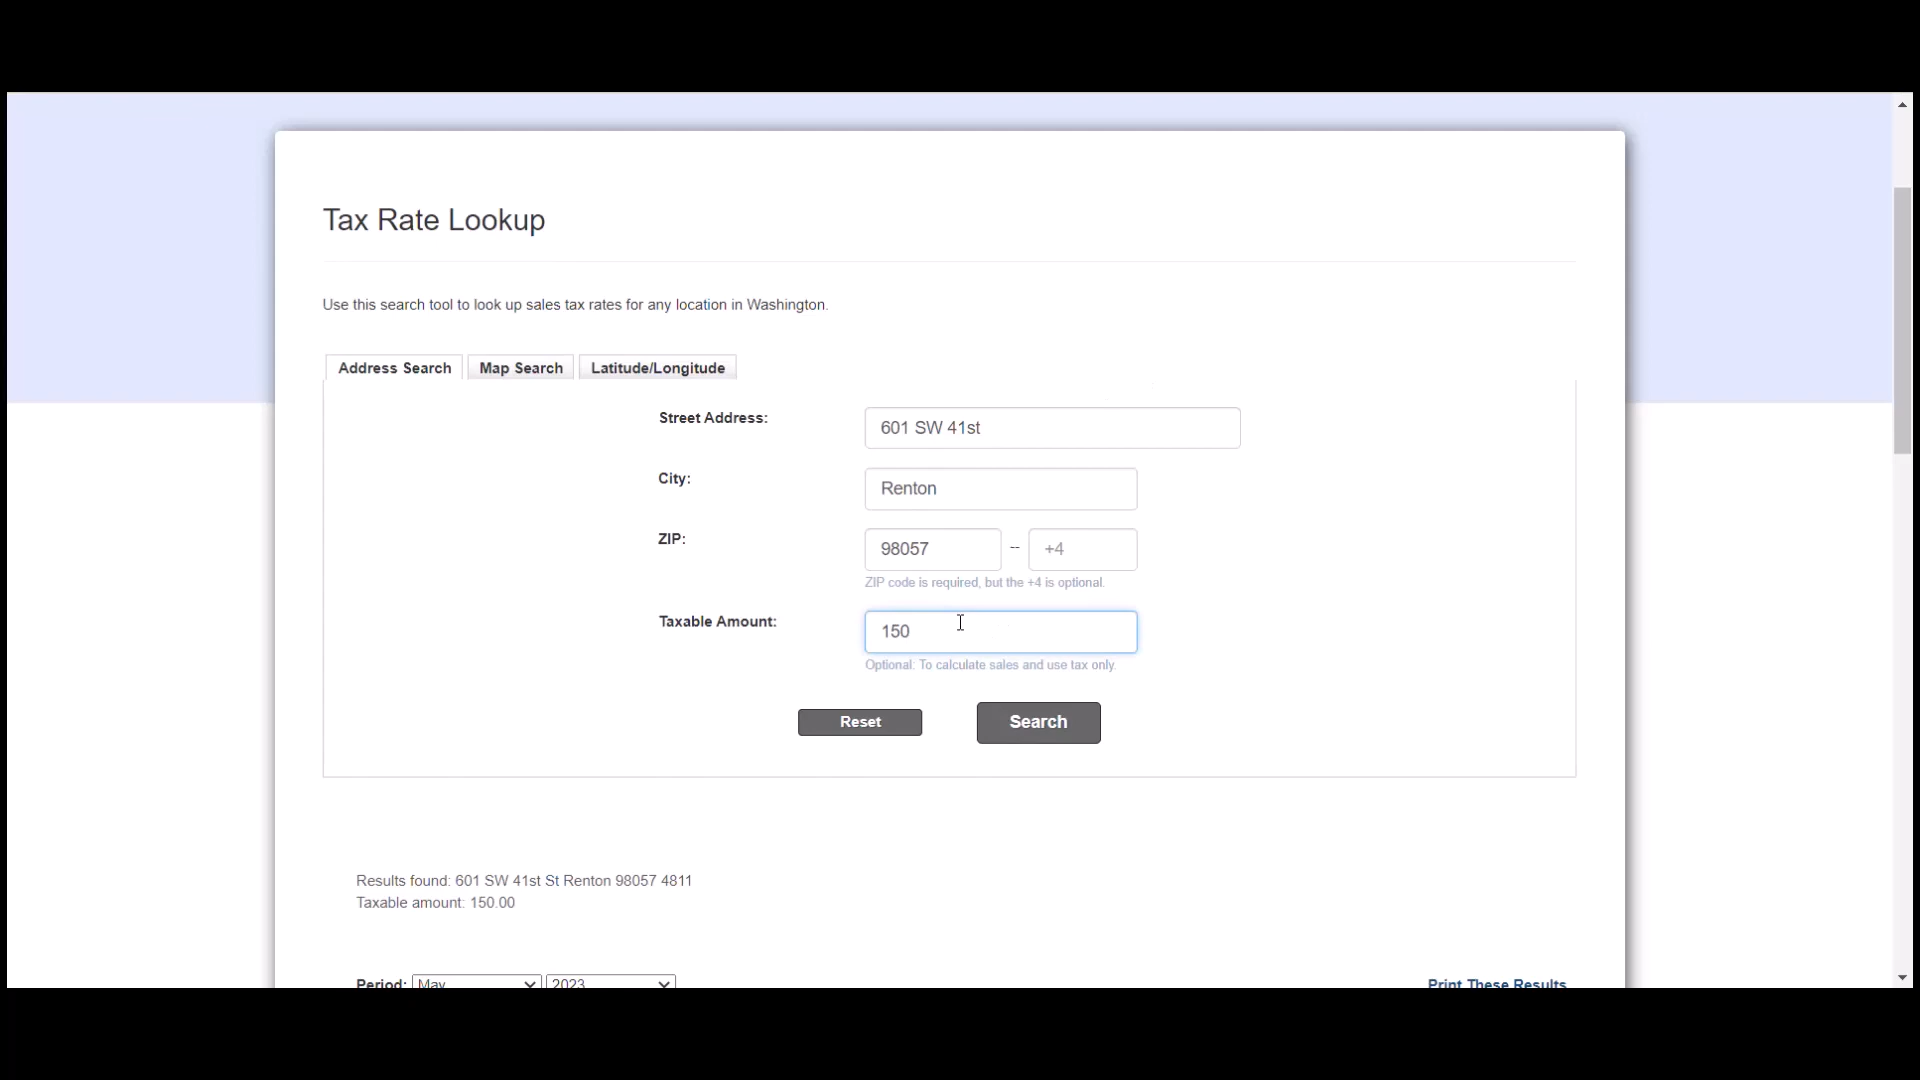 Tax Rate Lookup
Use this search tool to look up sales tax rates for any location in Washington.
Address Search Map Search Latitude/Longitude
Street Address: 601 SW 41st
City: Renton
ZIP: 98057 -- +4
ZIP code is required, but the +4 is optional.
Taxable Amount: 150
Optional: To calculate sales and use tax only.
Reset Search
Results found: 601 SW 41st St Renton 98057 4811
Taxable amount: 150.00
Period: May 2023 Print These Results